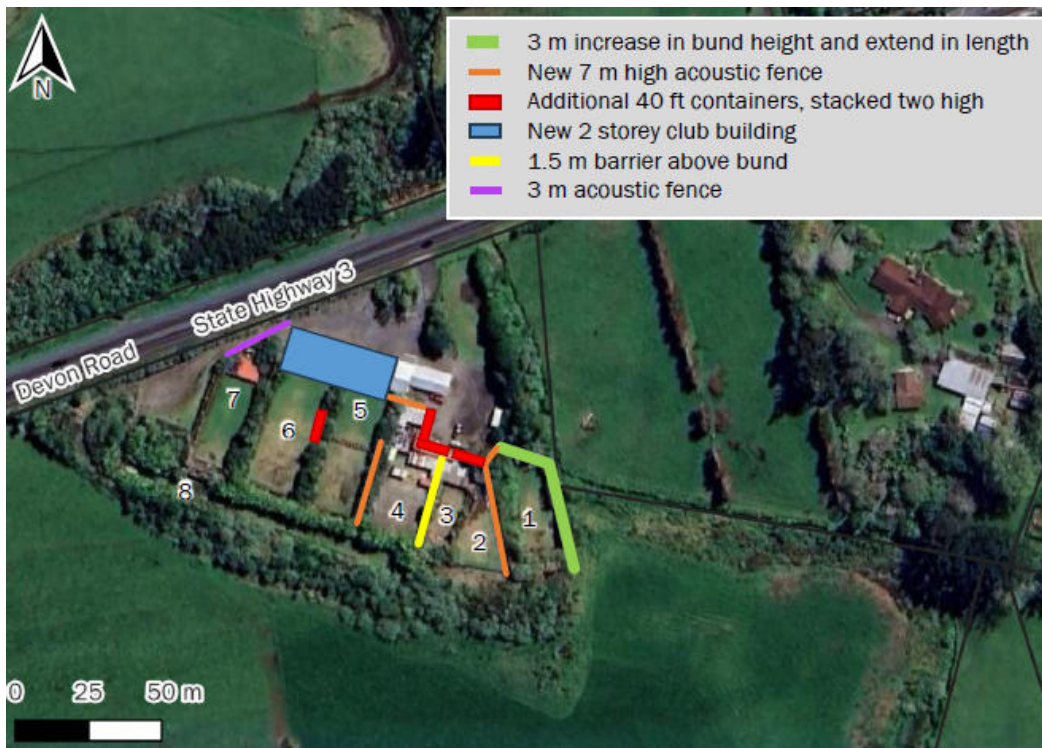 N
3 m increase in bund height and extend in length
New 7 m high acoustic fence
Additional 40 ft containers, stacked two high
New 2 storey club building
1.5 m barrier above bund
3 m acoustic fence
State Highway 3
Devon Road
7
5
6
8
4
3
1
2
0 25 50 m